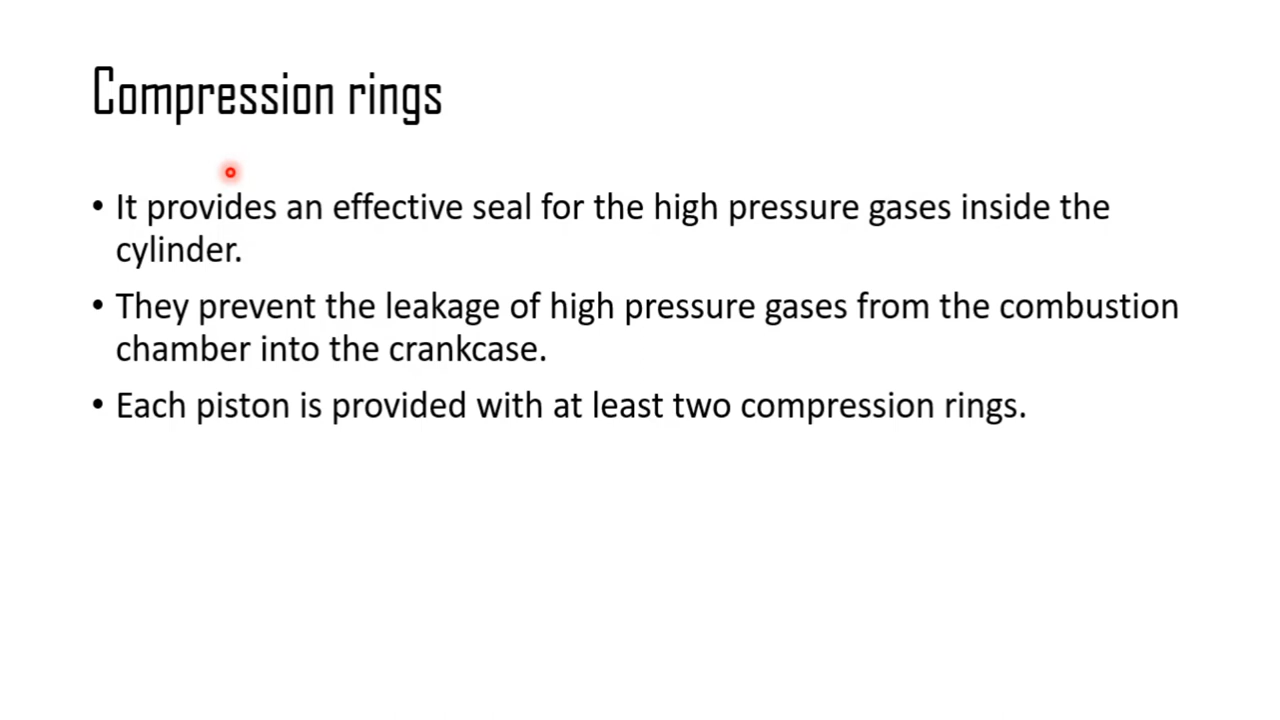 Compression rings
• It provides an effective seal for the high pressure gases inside the
cylinder.
• They prevent the leakage of high pressure gases from the combustion
chamber into the crankcase.
• Each piston is provided with at least two compression rings.